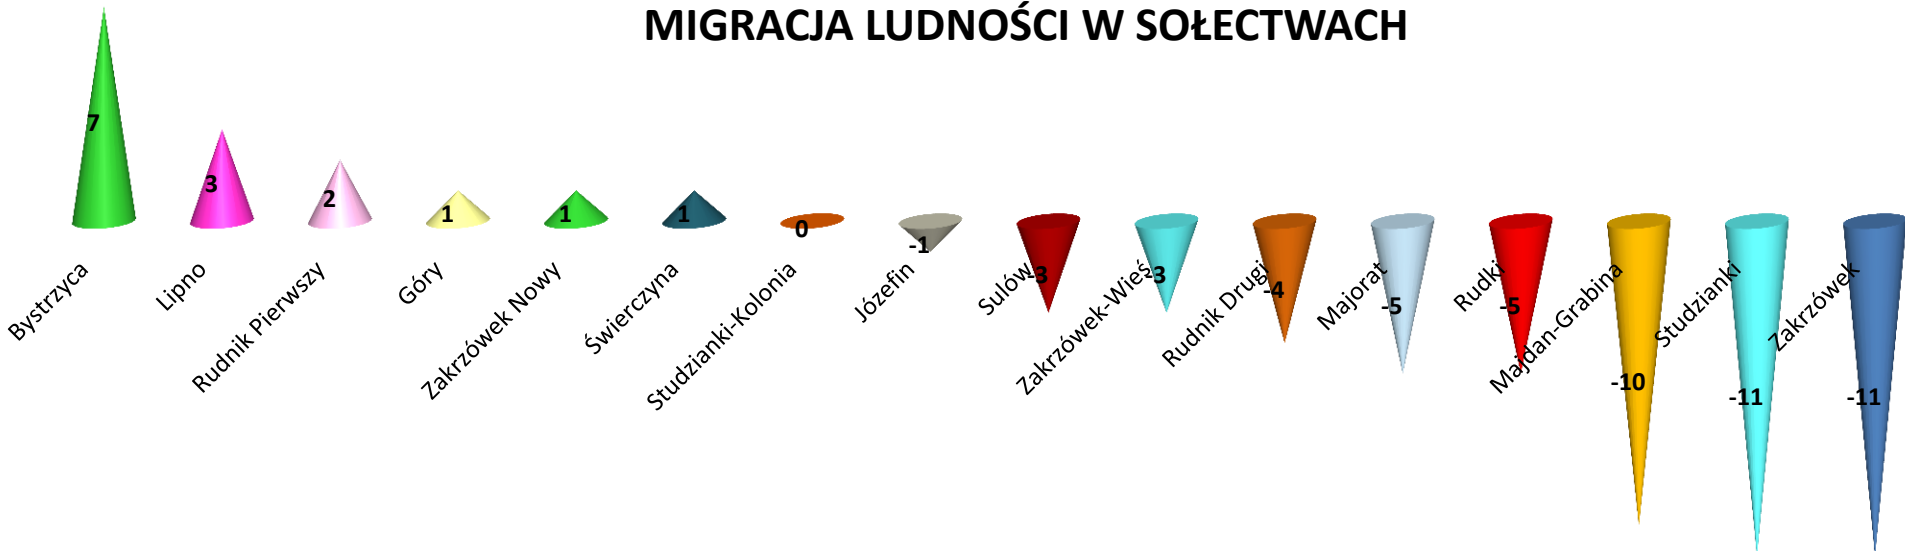 MIGRACJA LUDNOŚCI W SOŁECTWACH
7
3
2
1
1
1
0
-1
-3
-3
-4
-5
-5
-10
-11
-11
Bystrzyca
Lipno
Rudnik Pierwszy
Góry
Zakrzówek Nowy
Świerczyna
Studzianki-Kolonia
Józefin
Sulów
Zakrzówek-Wieś
Rudnik Drugi
Majorat
Rudki
Majdan-Grabina
Studzianki
Zakrzówek